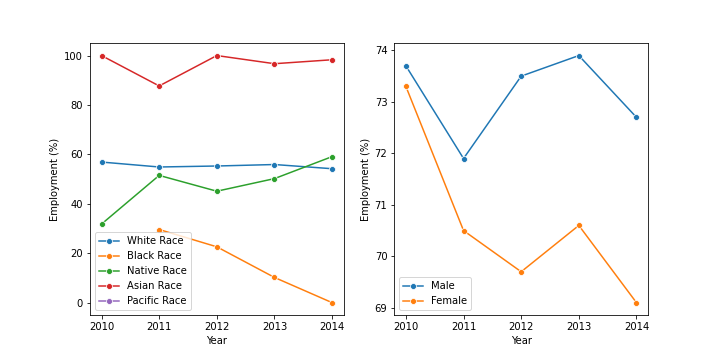 100
80
60
40
20
0
Employment (%)
2010 2011 2012 2013 2014
Year
White Race
Black Race
Native Race
Asian Race
Pacific Race
74
73
72
71
70
69
Employment (%)
2010 2011 2012 2013 2014
Year
Male
Female